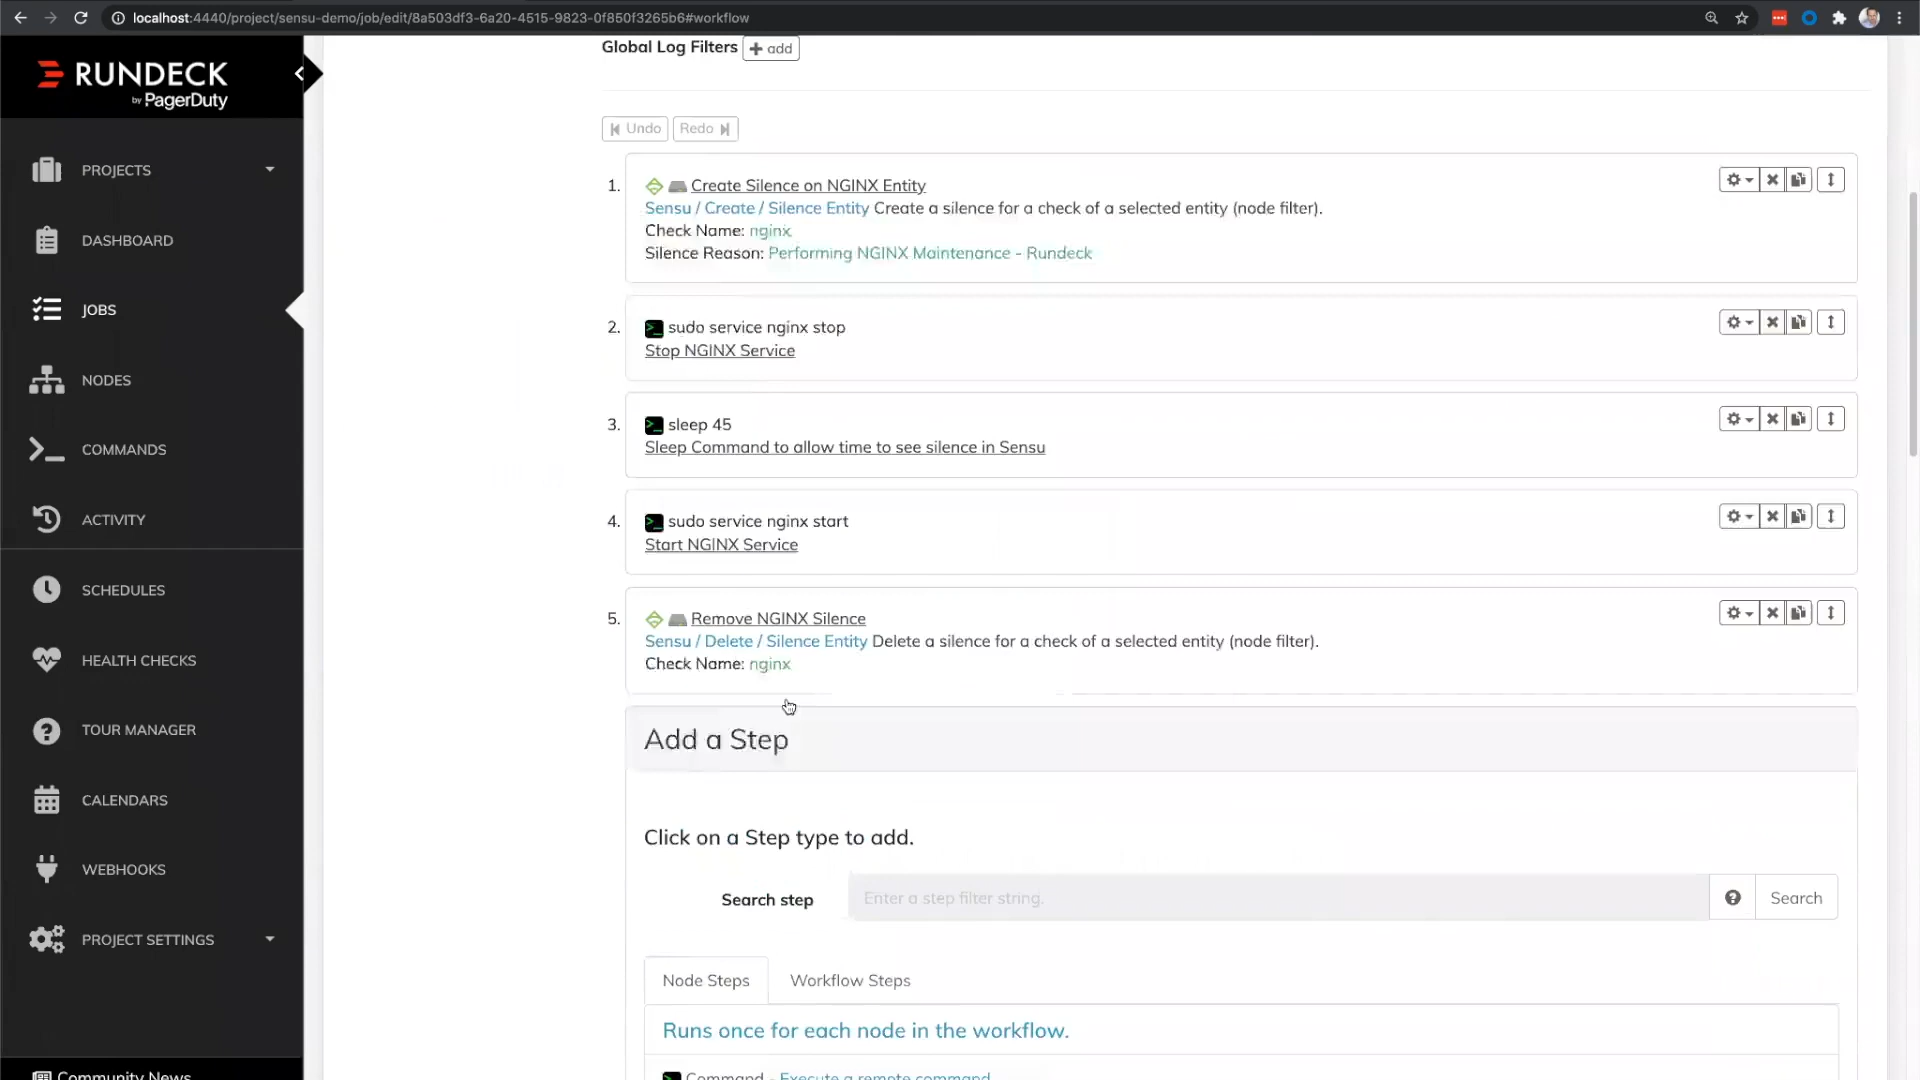 localhost:4440/project/sensu-demo/job/edit/8a503df3-6a20-4515-9823-0f850f3265b6#workflow
RUNDECK
by PagerDuty
PROJECTS
DASHBOARD
JOBS
NODES
COMMANDS
ACTIVITY
SCHEDULES
HEALTH CHECKS
TOUR MANAGER
CALENDARS
WEBHOOKS
PROJECT SETTINGS
Community News
Global Log Filters + add
Undo Redo
1. Create Silence on NGINX Entity
Sensu / Create / Silence Entity Create a silence for a check of a selected entity (node filter).
Check Name: nginx
Silence Reason: Performing NGINX Maintenance - Rundeck
2. >_ sudo service nginx stop
Stop NGINX Service
3. >_ sleep 45
Sleep Command to allow time to see silence in Sensu
4. >_ sudo service nginx start
Start NGINX Service
5. Remove NGINX Silence
Sensu / Delete / Silence Entity Delete a silence for a check of a selected entity (node filter).
Check Name: nginx
Add a Step
Click on a Step type to add.
Search step Enter a step filter string. Search
Node Steps Workflow Steps
Runs once for each node in the workflow.
Command - Execute a remote command